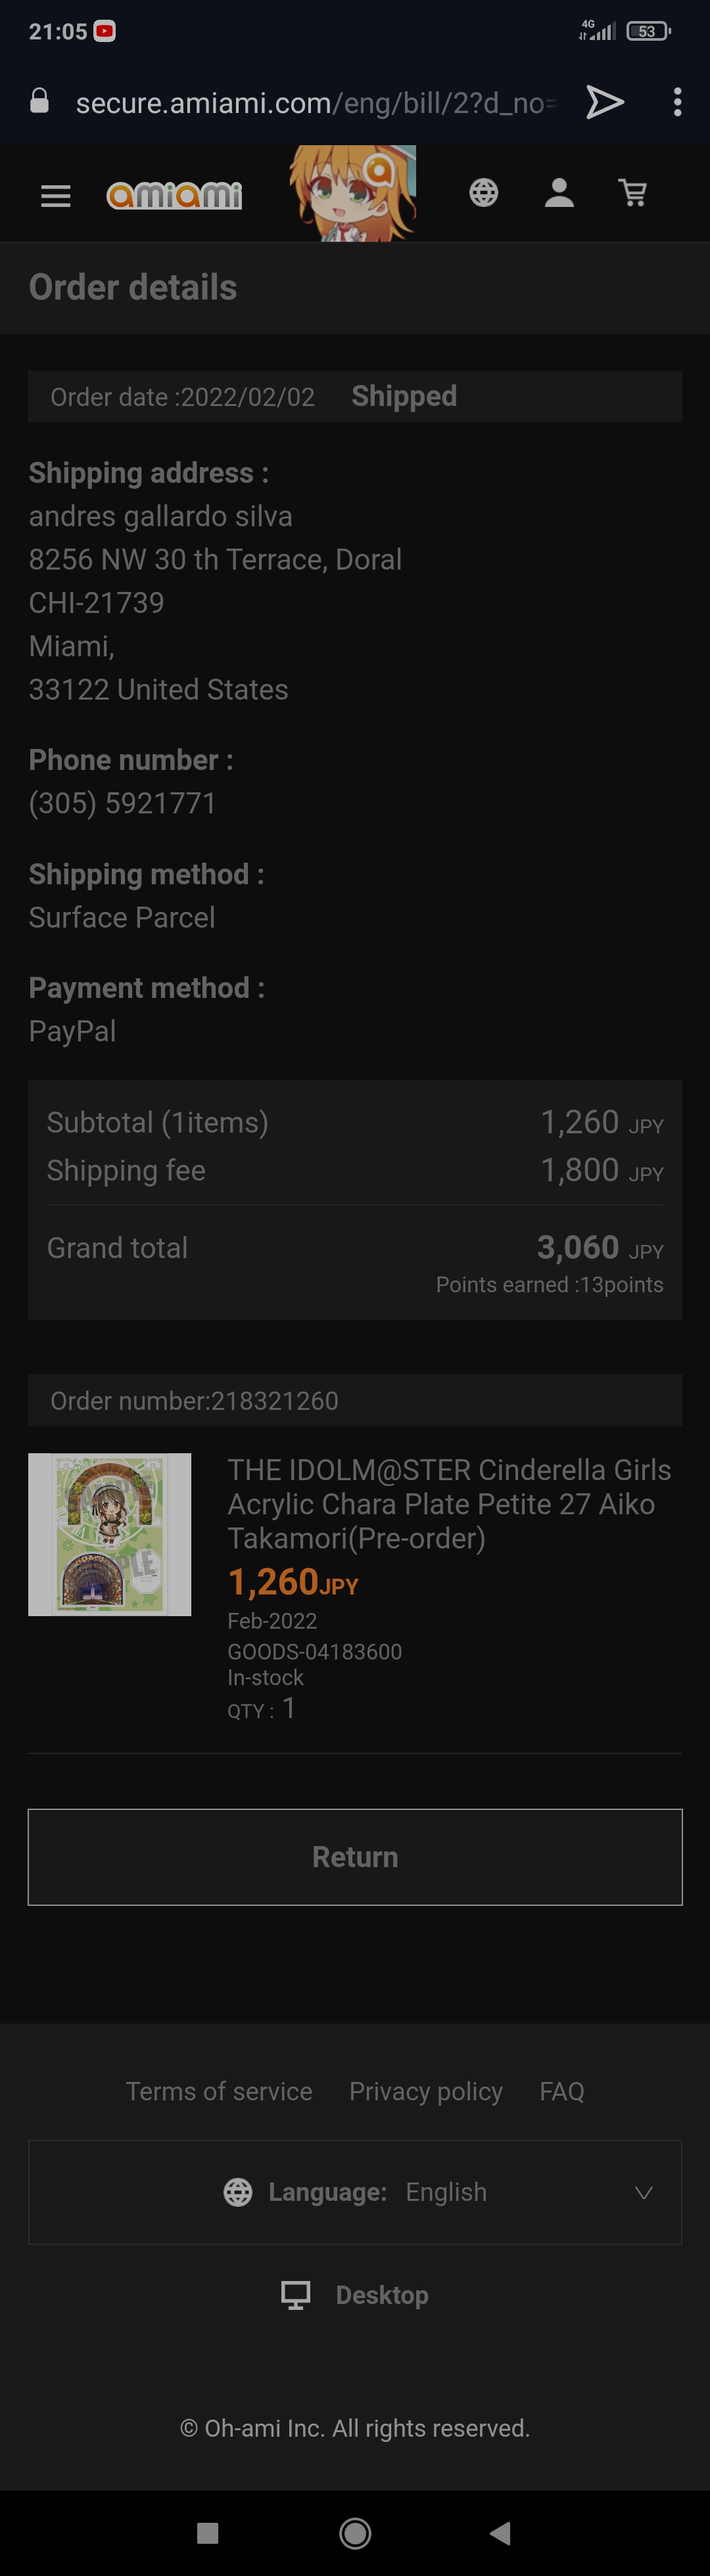 21:05
4G
53
secure.amiami.com/eng/bill/2?d_no=
amiami
a
Order details
Order date :2022/02/02 Shipped
Shipping address :
andres gallardo silva
8256 NW 30 th Terrace, Doral
CHI-21739
Miami,
33122 United States
Phone number :
(305) 5921771
Shipping method :
Surface Parcel
Payment method :
PayPal
Subtotal (1items) 1,260 JPY
Shipping fee 1,800 JPY
Grand total 3,060 JPY
Points earned :13points
Order number:218321260
THE IDOLM@STER Cinderella Girls
Acrylic Chara Plate Petite 27 Aiko
Takamori(Pre-order)
1,260JPY
Feb-2022
GOODS-04183600
In-stock
QTY : 1
Return
Terms of service Privacy policy FAQ
Language: English
Desktop
© Oh-ami Inc. All rights reserved.